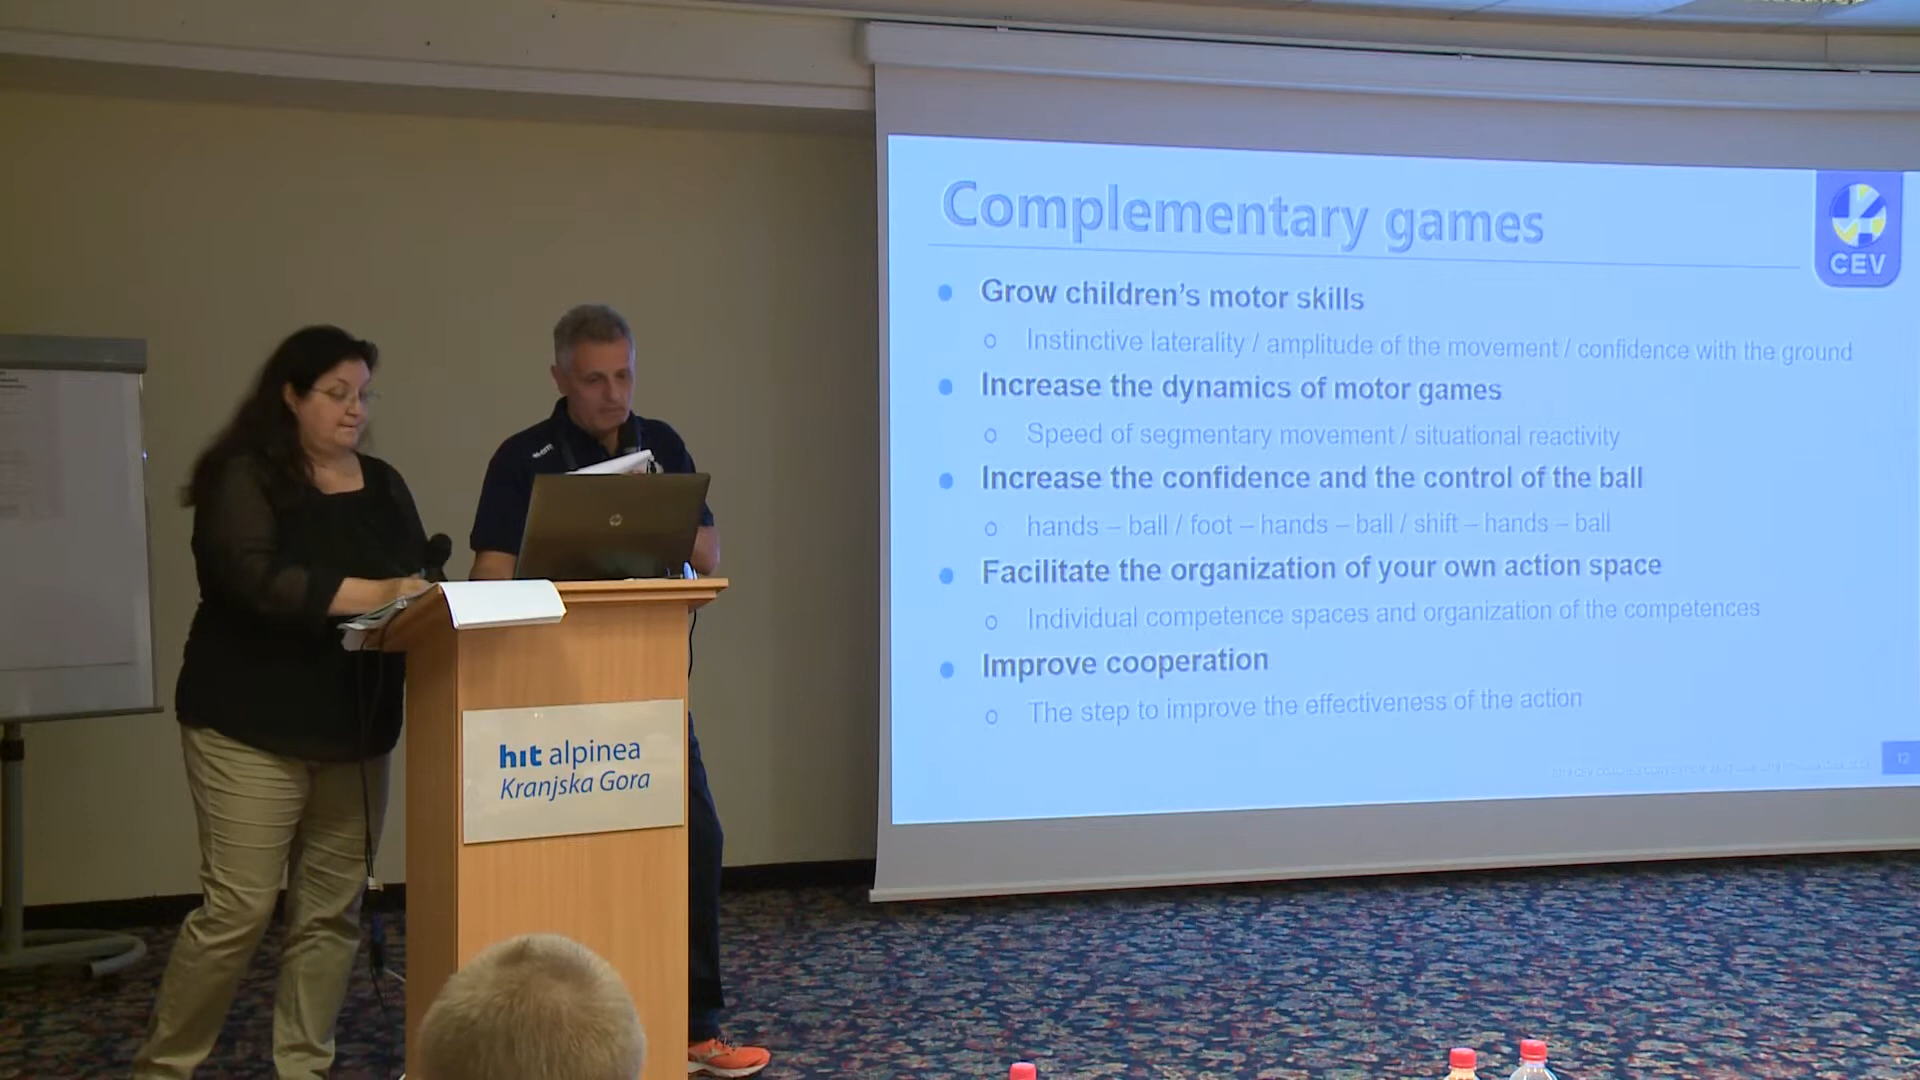 Complementary games
CEV
Grow children's motor skills
Instinctive laterality / amplitude of the movement / confidence with the ground
Increase the dynamics of motor games
Speed of segmentary movement / situational reactivity
Increase the confidence and the control of the ball
hands – ball / foot – hands – ball / shift – hands – ball
Facilitate the organization of your own action space
Individual competence spaces and organization of the competences
Improve cooperation
The step to improve the effectiveness of the action
12
hp
hit alpinea
Kranjska Gora